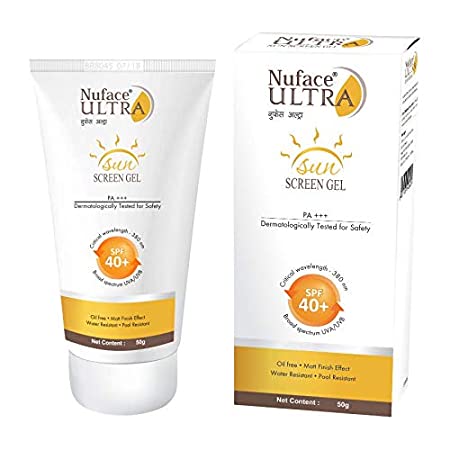 BR8045 07/18
Nuface®
ULTRA
नुफेस अल्ट्रा
sun
SCREEN GEL
PA +++
Dermatologically Tested for Safety
Critical wavelength - 380 nm
SPF
40+
Broad spectrum UVA/UVB
Oil free • Matt Finish Effect
Water Resistant • Pool Resistant
Net Content : 50g
Nuface®
ULTRA
नुफेस अल्ट्रा
sun
SCREEN GEL
PA +++
Dermatologically Tested for Safety
Critical wavelength - 380 nm
SPF
40+
Broad spectrum UVA/UVB
Oil free • Matt Finish Effect
Water Resistant • Pool Resistant
Net Content : 50g